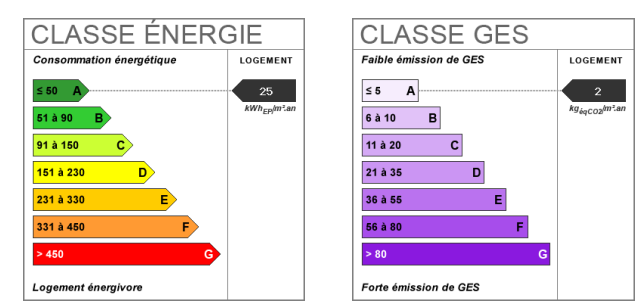 CLASSE ÉNERGIE
Consommation énergétique
LOGEMENT
≤ 50 A
25
kWhEP/m².an
51 à 90 B
91 à 150 C
151 à 230 D
231 à 330 E
331 à 450 F
> 450 G
Logement énergivore
CLASSE GES
Faible émission de GES
LOGEMENT
≤ 5 A
2
kgéqCO2/m².an
6 à 10 B
11 à 20 C
21 à 35 D
36 à 55 E
56 à 80 F
> 80 G
Forte émission de GES